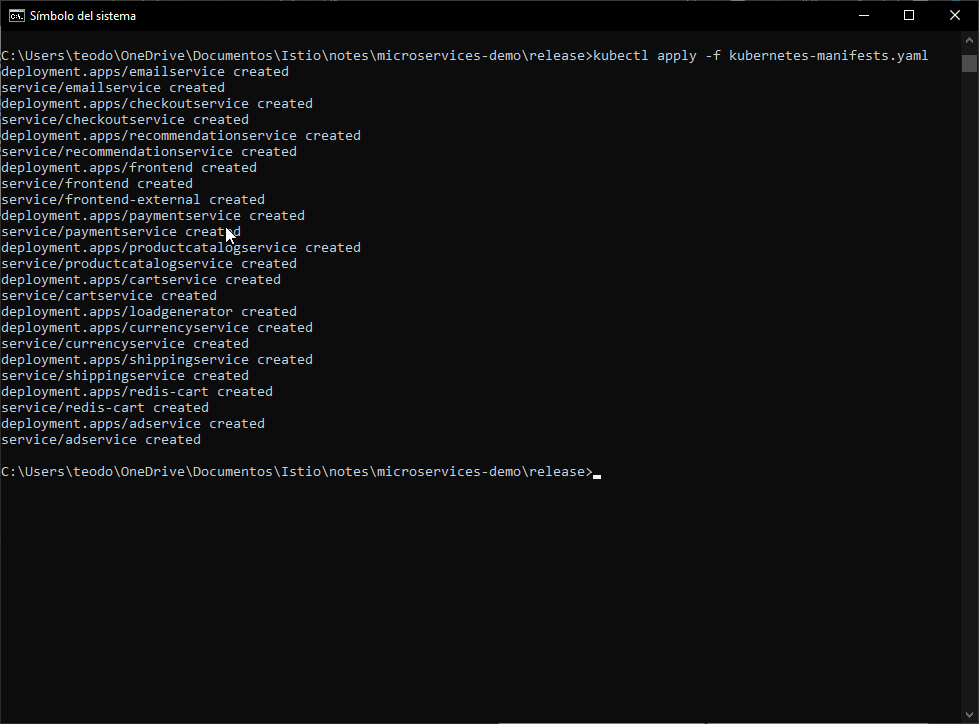 Símbolo del sistema
C:\Users\teodo\OneDrive\Documentos\Istio\notes\microservices-demo\release>kubectl apply -f kubernetes-manifests.yaml
deployment.apps/emailservice created
service/emailservice created
deployment.apps/checkoutservice created
service/checkoutservice created
deployment.apps/recommendationservice created
service/recommendationservice created
deployment.apps/frontend created
service/frontend created
service/frontend-external created
deployment.apps/paymentservice created
service/paymentservice created
deployment.apps/productcatalogservice created
service/productcatalogservice created
deployment.apps/cartservice created
service/cartservice created
deployment.apps/loadgenerator created
deployment.apps/currencyservice created
service/currencyservice created
deployment.apps/shippingservice created
service/shippingservice created
deployment.apps/redis-cart created
service/redis-cart created
deployment.apps/adservice created
service/adservice created
C:\Users\teodo\OneDrive\Documentos\Istio\notes\microservices-demo\release>